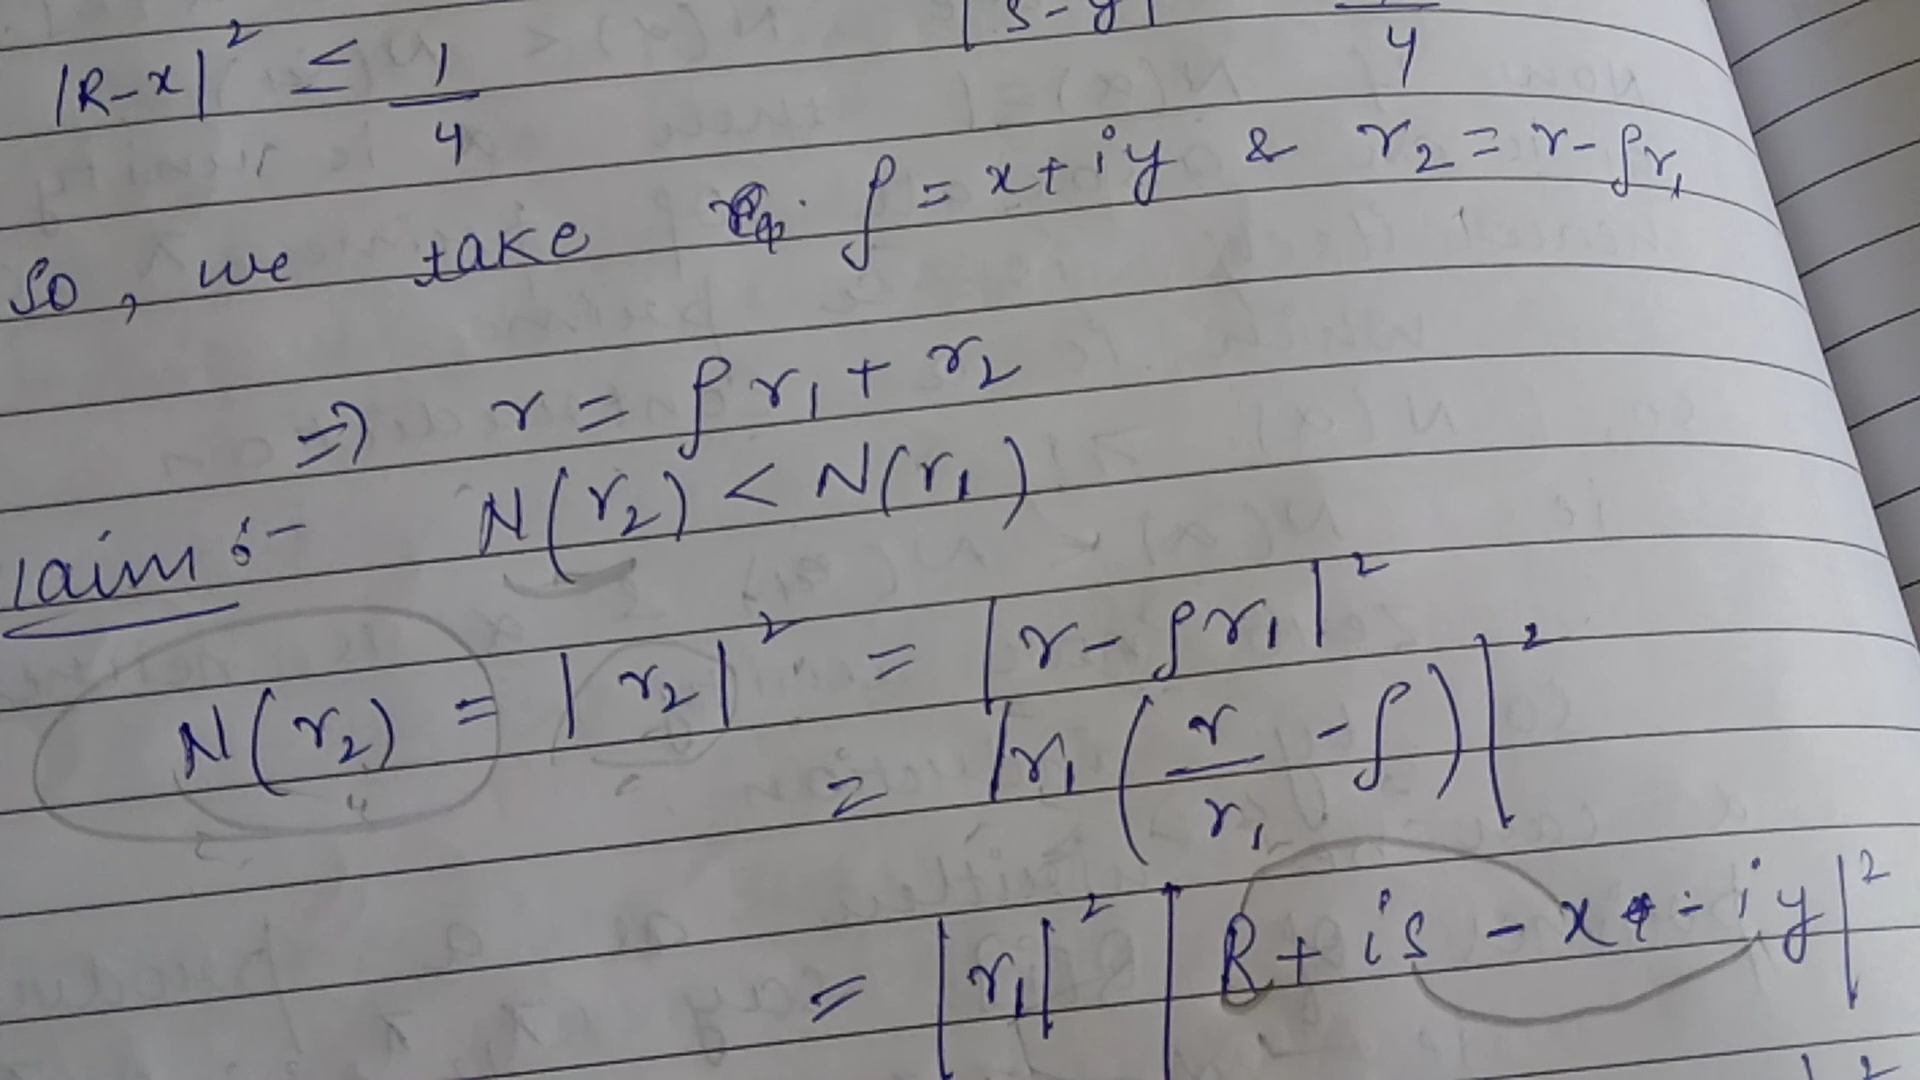 |R-x|² ≤ 1/4 |s-y| /4
So, we take ρ = x+iy & r₂ = r-ρr₁
⇒ r = ρr₁ + r₂
laim :- N(r₂) < N(r₁)
N(r₂) = |r₂|² = |r-ρr₁|²
= |r₁(r/r₁ - ρ)|²
= |r₁|² |R+is - x - iy|²